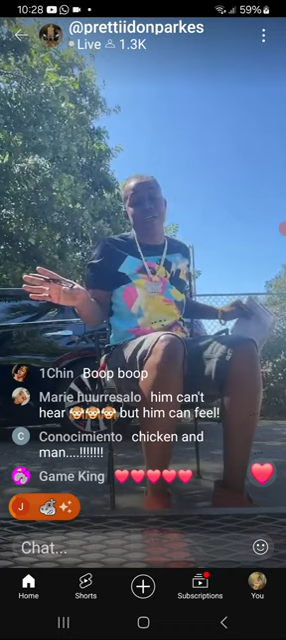 10:28
59%
@prettiidonparkes
Live 1.3K
1Chin Boop boop
Marie huurresalo him can't
hear 🙈🙈🙈 but him can feel!
C Conocimiento chicken and
man....!!!!!!!
Game King ❤️❤️❤️❤️❤️
J
Chat...
Home Shorts Subscriptions You